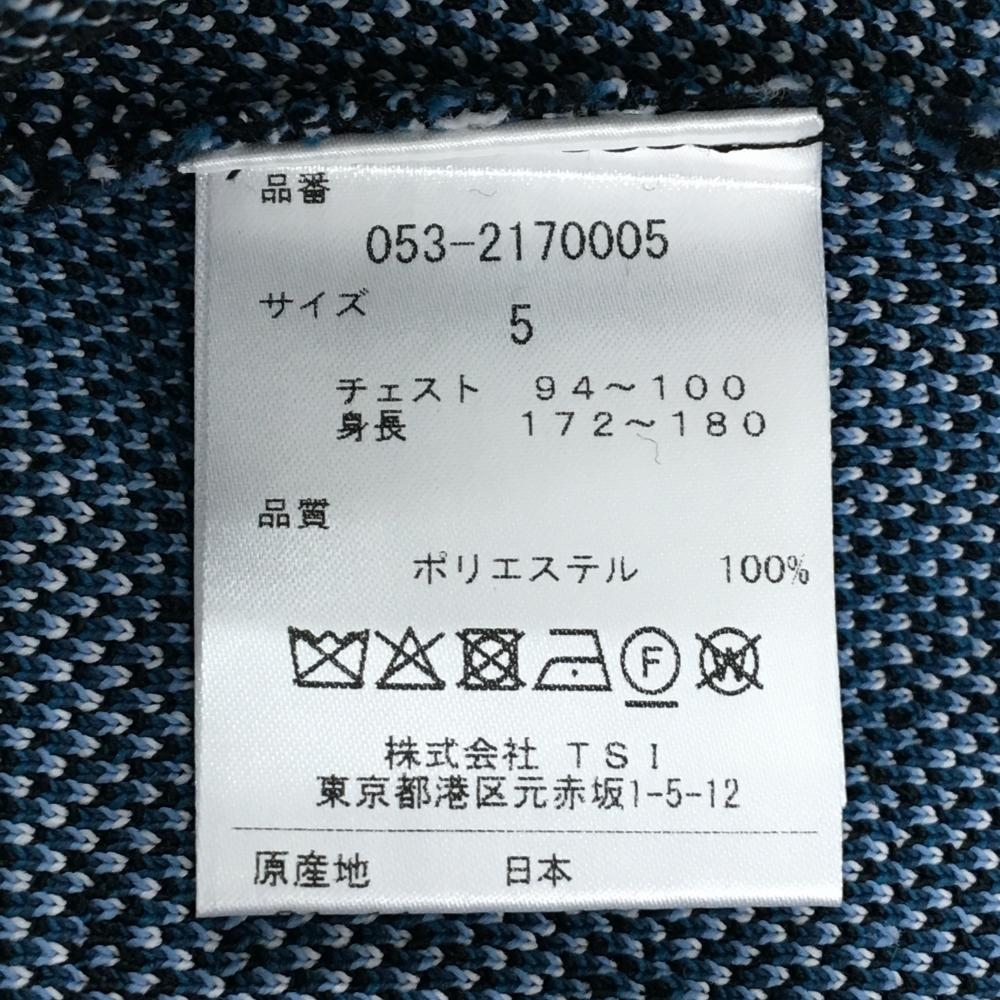 品番
053-2170005
サイズ 5
チェスト 94～100
身長 172～180
品質
ポリエステル 100%
F W
株式会社 TSI
東京都港区元赤坂1-5-12
原産地 日本